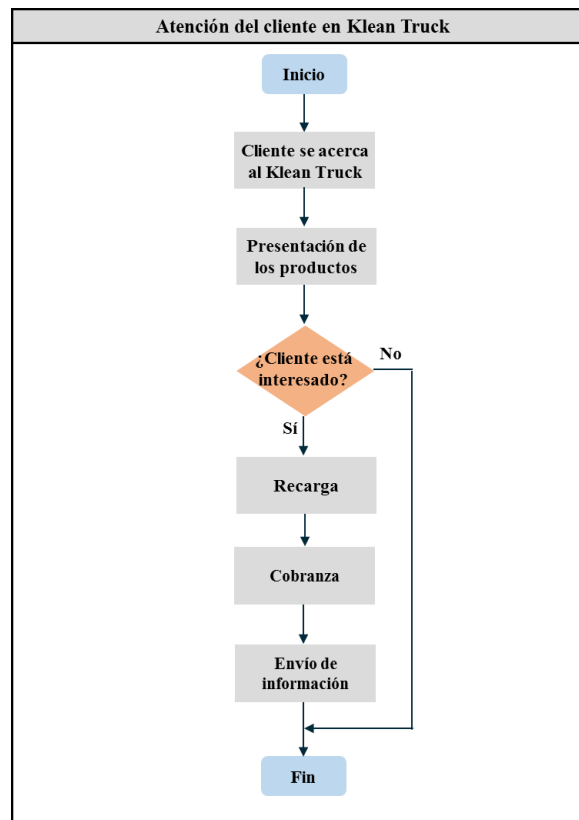 Atención del cliente en Klean Truck
Inicio
Cliente se acerca
al Klean Truck
Presentación de
los productos
¿Cliente está
interesado?
No
Sí
Recarga
Cobranza
Envío de
información
Fin